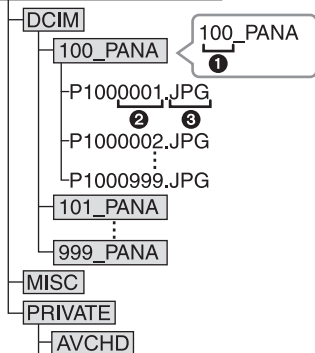 DCIM
100_PANA
100_PANA
❶
P1000001.JPG
❷ ❸
P1000002.JPG
P1000999.JPG
101_PANA
999_PANA
MISC
PRIVATE
AVCHD